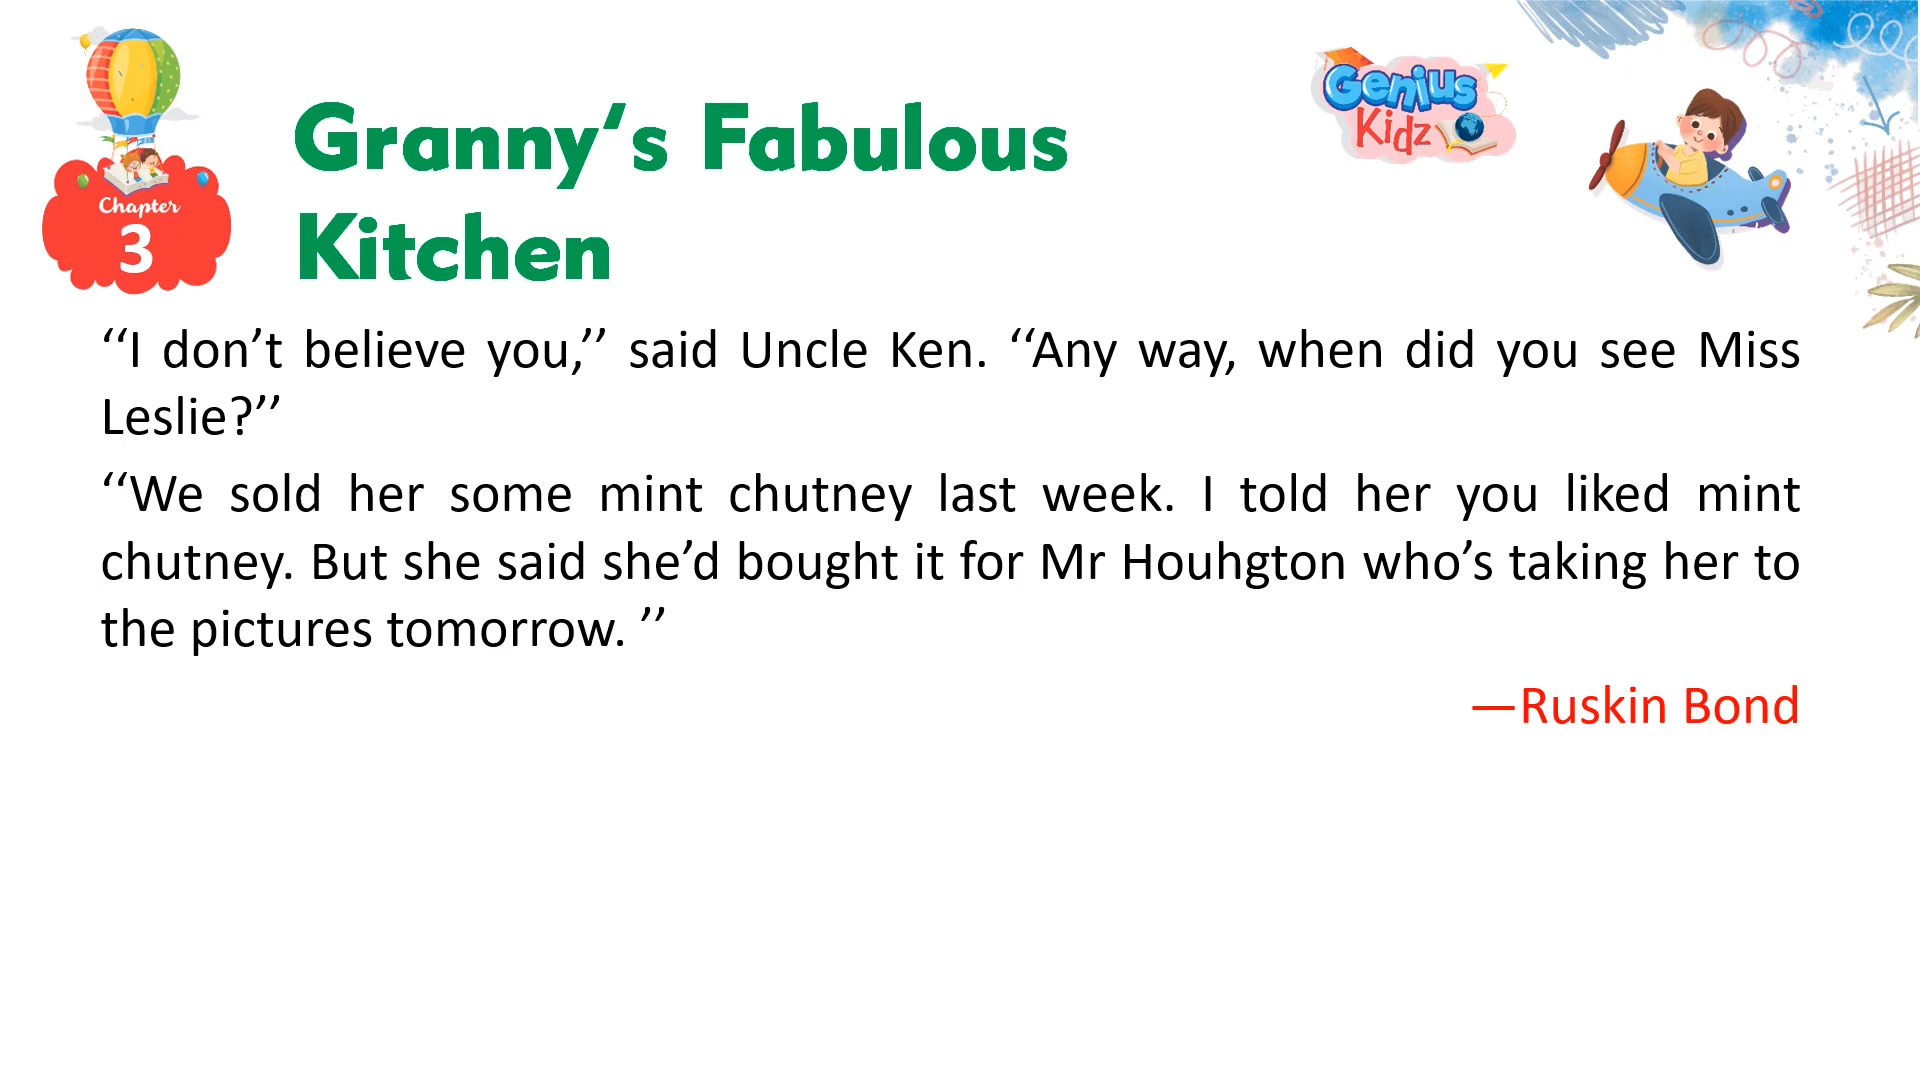 Chapter
3
Granny‘s Fabulous
Kitchen
Genius
Kidz
‘‘I don’t believe you,’’ said Uncle Ken. ‘‘Any way, when did you see Miss
Leslie?’’
‘‘We sold her some mint chutney last week. I told her you liked mint
chutney. But she said she’d bought it for Mr Houhgton who’s taking her to
the pictures tomorrow. ’’
—Ruskin Bond